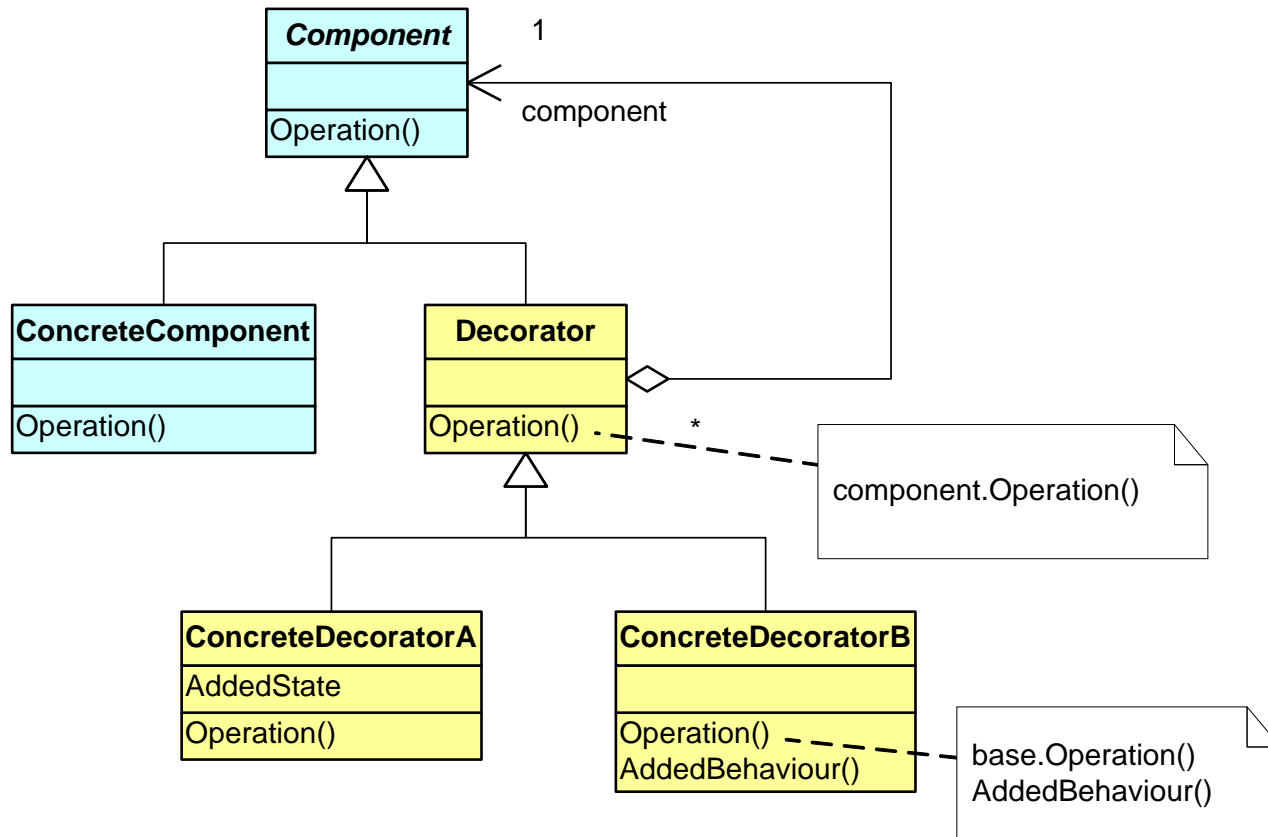 Component
1
component
Operation()
ConcreteComponent
Operation()
Decorator
Operation()
*
component.Operation()
ConcreteDecoratorA
AddedState
Operation()
ConcreteDecoratorB
Operation()
AddedBehaviour()
base.Operation()
AddedBehaviour()